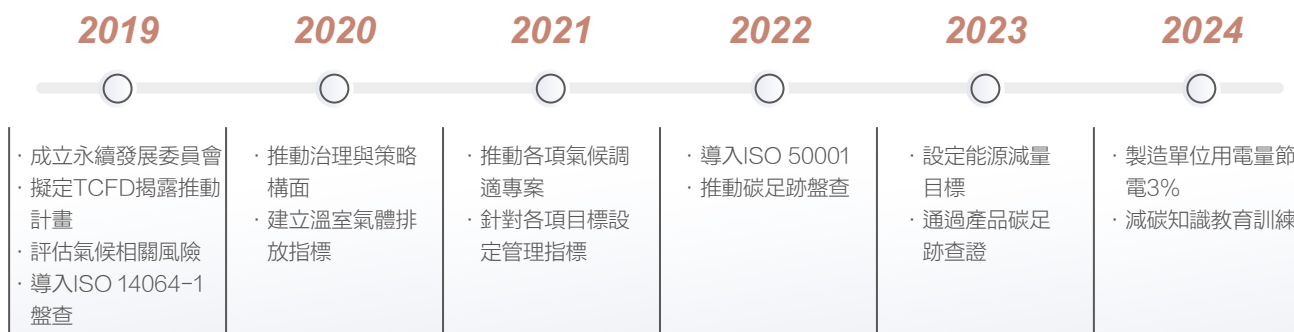 2019
2020
2021
2022
2023
2024
· 成立永續發展委員會
· 擬定TCFD揭露推動
計畫
· 評估氣候相關風險
· 導入ISO 14064-1
盤查
· 推動治理與策略
構面
· 建立溫室氣體排
放指標
· 推動各項氣候調
適專案
· 針對各項目標設
定管理指標
· 導入ISO 50001
· 推動碳足跡盤查
· 設定能源減量
目標
· 通過產品碳足
跡查證
· 製造單位用電量節
電3%
· 減碳知識教育訓練